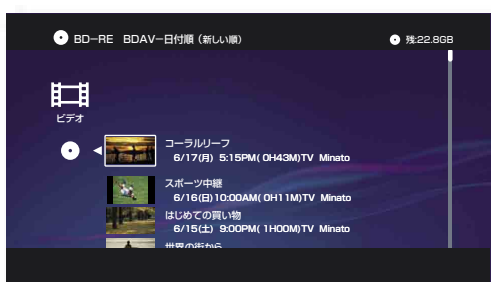 BD-RE BDAV-日付順（新しい順）
残:22.8GB
ビデオ
コーラルリーフ
6/17(月) 5:15PM( 0H43M)TV Minato
スポーツ中継
6/16(日)10:00AM( 0H11M)TV Minato
はじめての買い物
6/15(土) 9:00PM( 1H00M)TV Minato
世界の街から